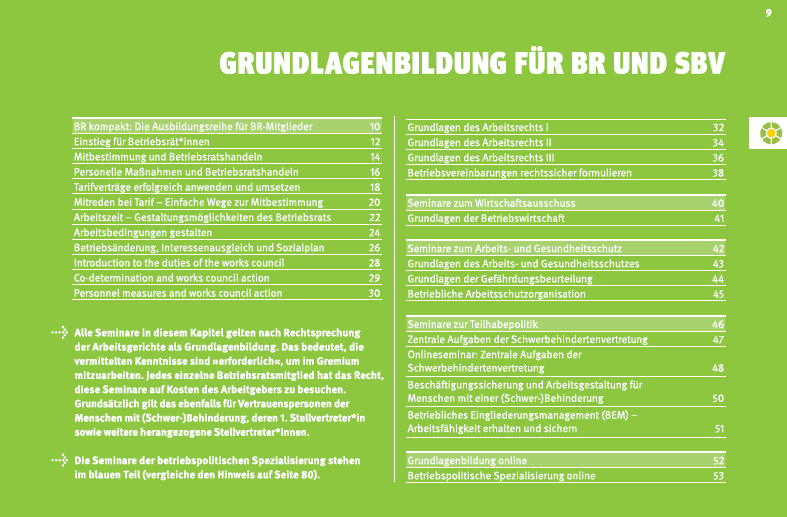 9
GRUNDLAGENBILDUNG FÜR BR UND SBV
BR kompakt: Die Ausbildungsreihe für BR-Mitglieder 10
Einstieg für Betriebsrät*innen 12
Mitbestimmung und Betriebsratshandeln 14
Personelle Maßnahmen und Betriebsratshandeln 16
Tarifverträge erfolgreich anwenden und umsetzen 18
Mitreden bei Tarif – Einfache Wege zur Mitbestimmung 20
Arbeitszeit – Gestaltungsmöglichkeiten des Betriebsrats 22
Arbeitsbedingungen gestalten 24
Betriebsänderung, Interessenausgleich und Sozialplan 26
Introduction to the duties of the works council 28
Co-determination and works council action 29
Personnel measures and works council action 30
Alle Seminare in diesem Kapitel gelten nach Rechtsprechung
der Arbeitsgerichte als Grundlagenbildung. Das bedeutet, die
vermittelten Kenntnisse sind »erforderlich«, um im Gremium
mitzuarbeiten. Jedes einzelne Betriebsratsmitglied hat das Recht,
diese Seminare auf Kosten des Arbeitgebers zu besuchen.
Grundsätzlich gilt das ebenfalls für Vertrauenspersonen der
Menschen mit (Schwer-)Behinderung, deren 1. Stellvertreter*in
sowie weitere herangezogene Stellvertreter*innen.
Die Seminare der betriebspolitischen Spezialisierung stehen
im blauen Teil (vergleiche den Hinweis auf Seite 80).
Grundlagen des Arbeitsrechts I 32
Grundlagen des Arbeitsrechts II 34
Grundlagen des Arbeitsrechts III 36
Betriebsvereinbarungen rechtssicher formulieren 38
Seminare zum Wirtschaftsausschuss 40
Grundlagen der Betriebswirtschaft 41
Seminare zum Arbeits- und Gesundheitsschutz 42
Grundlagen des Arbeits- und Gesundheitsschutzes 43
Grundlagen der Gefährdungsbeurteilung 44
Betriebliche Arbeitsschutzorganisation 45
Seminare zur Teilhabepolitik 46
Zentrale Aufgaben der Schwerbehindertenvertretung 47
Onlineseminar: Zentrale Aufgaben der
Schwerbehindertenvertretung 48
Beschäftigungssicherung und Arbeitsgestaltung für
Menschen mit einer (Schwer-)Behinderung 50
Betriebliches Eingliederungsmanagement (BEM) –
Arbeitsfähigkeit erhalten und sichern 51
Grundlagenbildung online 52
Betriebspolitische Spezialisierung online 53